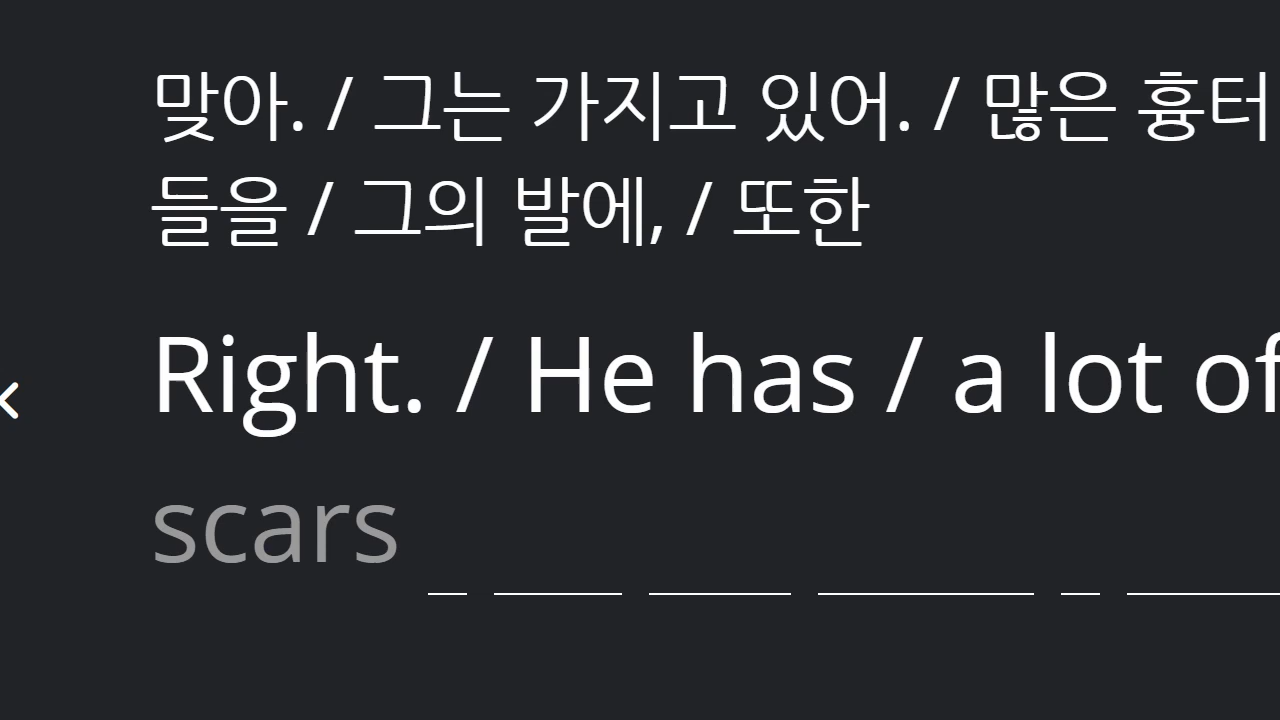 맞아. / 그는 가지고 있어. / 많은 흉터
들을 / 그의 발에, / 또한
Right. / He has / a lot of
scars